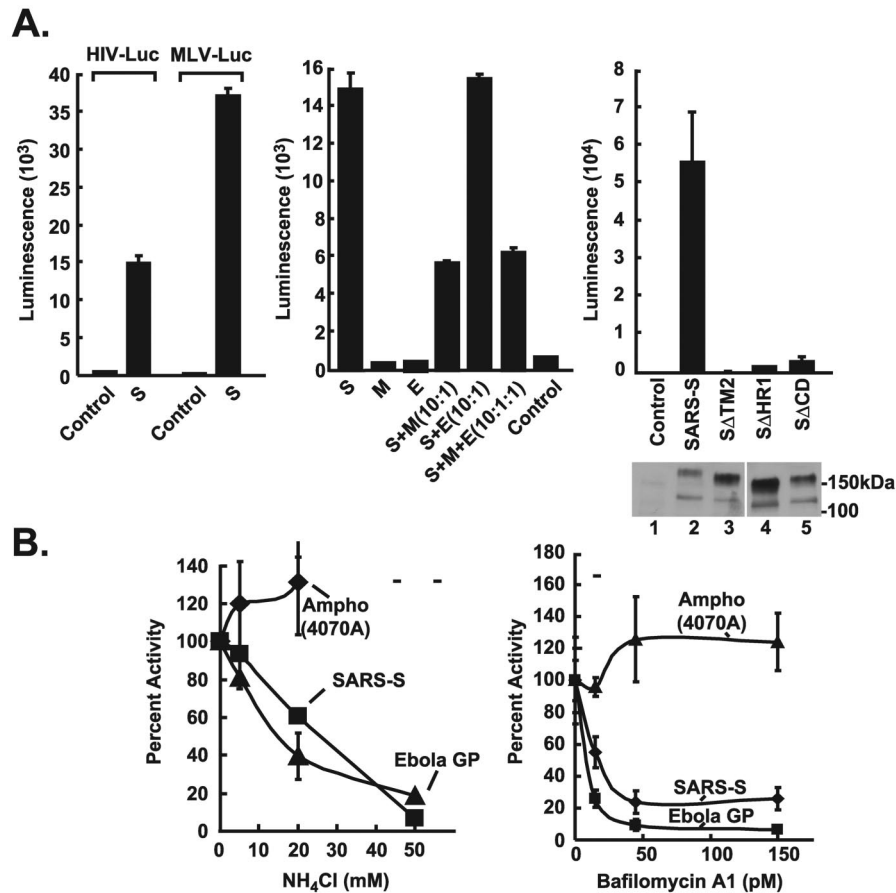 A.
HIV-Luc MLV-Luc
Luminescence (10³)
40
35
30
25
20
15
10
5
0
Control
S
Control
S
Luminescence (10³)
16
14
12
10
8
6
4
2
0
S
M
E
S+M(10:1)
S+E(10:1)
S+M+E(10:1:1)
Control
Luminescence (10⁴)
8
7
6
5
4
3
2
1
0
Control
SARS-S
SΔTM2
SΔHR1
SΔCD
-150kDa
-100
1 2 3 4 5
B.
Percent Activity
140
120
100
80
60
40
20
0
Ampho
(4070A)
SARS-S
Ebola GP
0 10 20 30 40 50
NH₄Cl (mM)
Percent Activity
180
160
140
120
100
80
60
40
20
0
Ampho
(4070A)
SARS-S
Ebola GP
0 50 100 150
Bafilomycin A1 (pM)